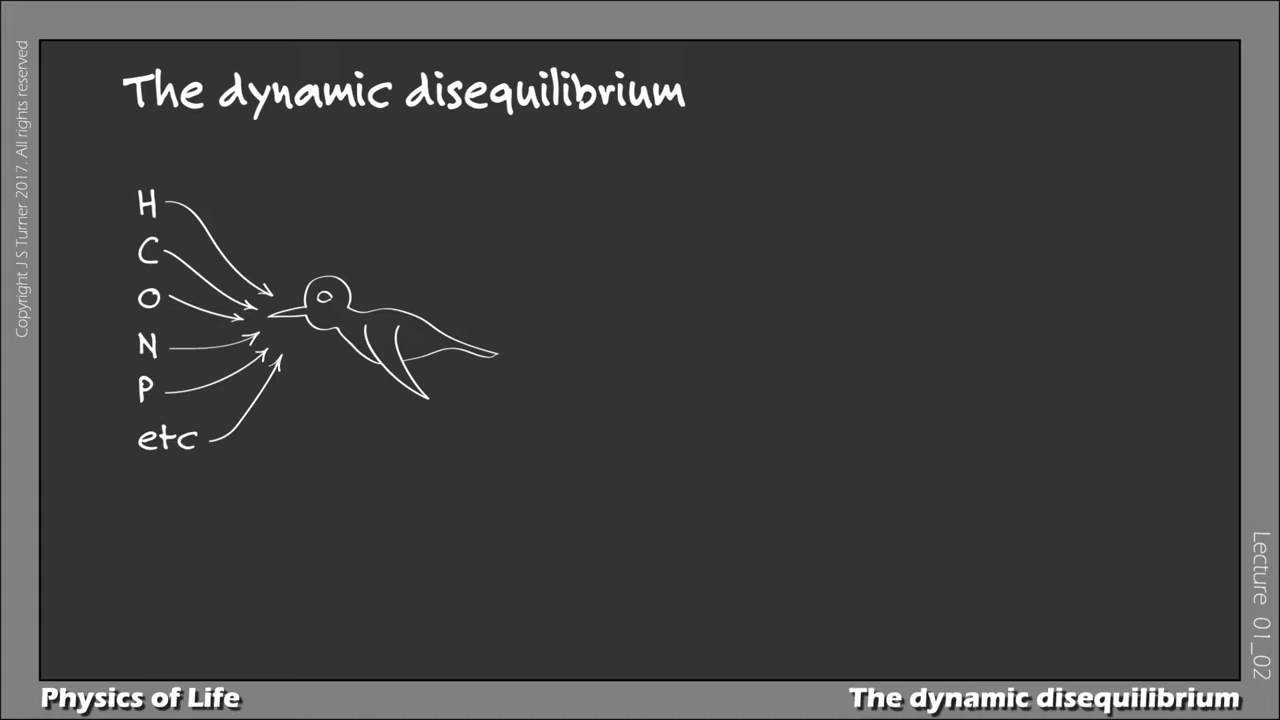 The dynamic disequilibrium
H
C
O
N
P
etc
Copyright J S Turner 2017. All rights reserved
Lecture 01_02
Physics of Life
The dynamic disequilibrium